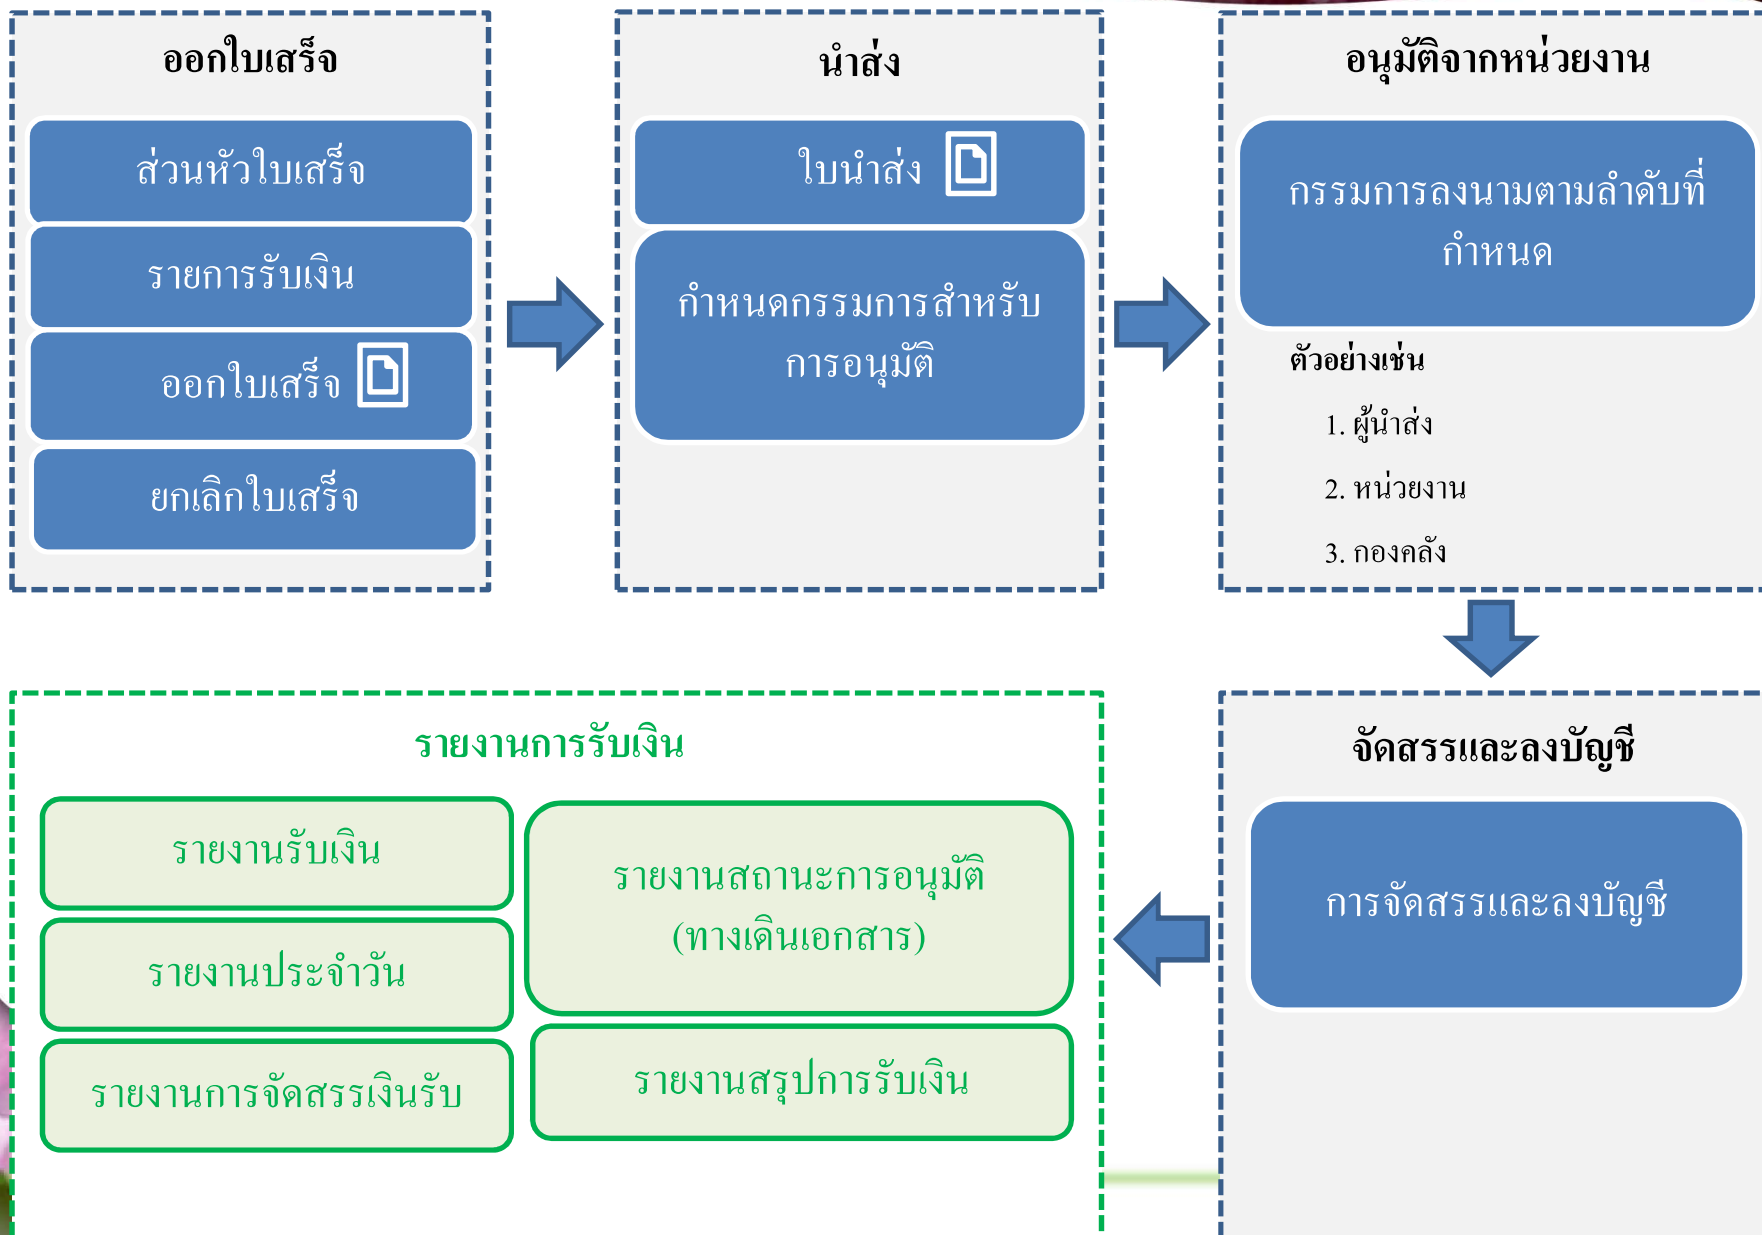 ออกใบเสร็จ
ส่วนหัวใบเสร็จ
รายการรับเงิน
ออกใบเสร็จ
ยกเลิกใบเสร็จ
นำส่ง
ใบนำส่ง
กำหนดกรรมการสำหรับ
การอนุมัติ
อนุมัติจากหน่วยงาน
กรรมการลงนามตามลำดับที่
กำหนด
ตัวอย่างเช่น
1. ผู้นำส่ง
2. หน่วยงาน
3. กองคลัง
จัดสรรและลงบัญชี
การจัดสรรและลงบัญชี
รายงานการรับเงิน
รายงานรับเงิน
รายงานประจำวัน
รายงานการจัดสรรเงินรับ
รายงานสถานะการอนุมัติ
(ทางเดินเอกสาร)
รายงานสรุปการรับเงิน